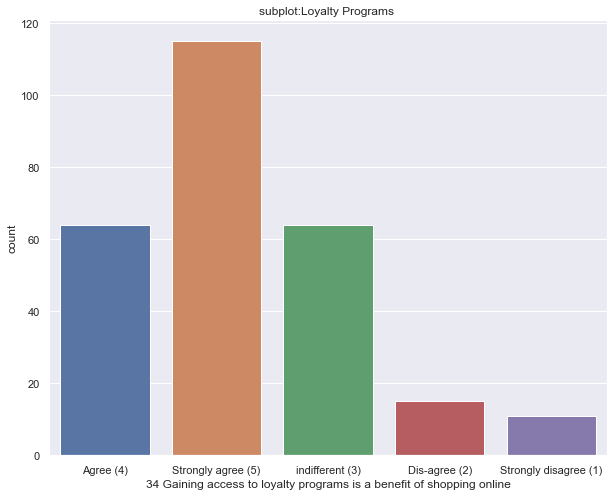 subplot:Loyalty Programs
120
100
80
60
40
20
0
count
Agree (4)
Strongly agree (5)
indifferent (3)
Dis-agree (2)
Strongly disagree (1)
34 Gaining access to loyalty programs is a benefit of shopping online